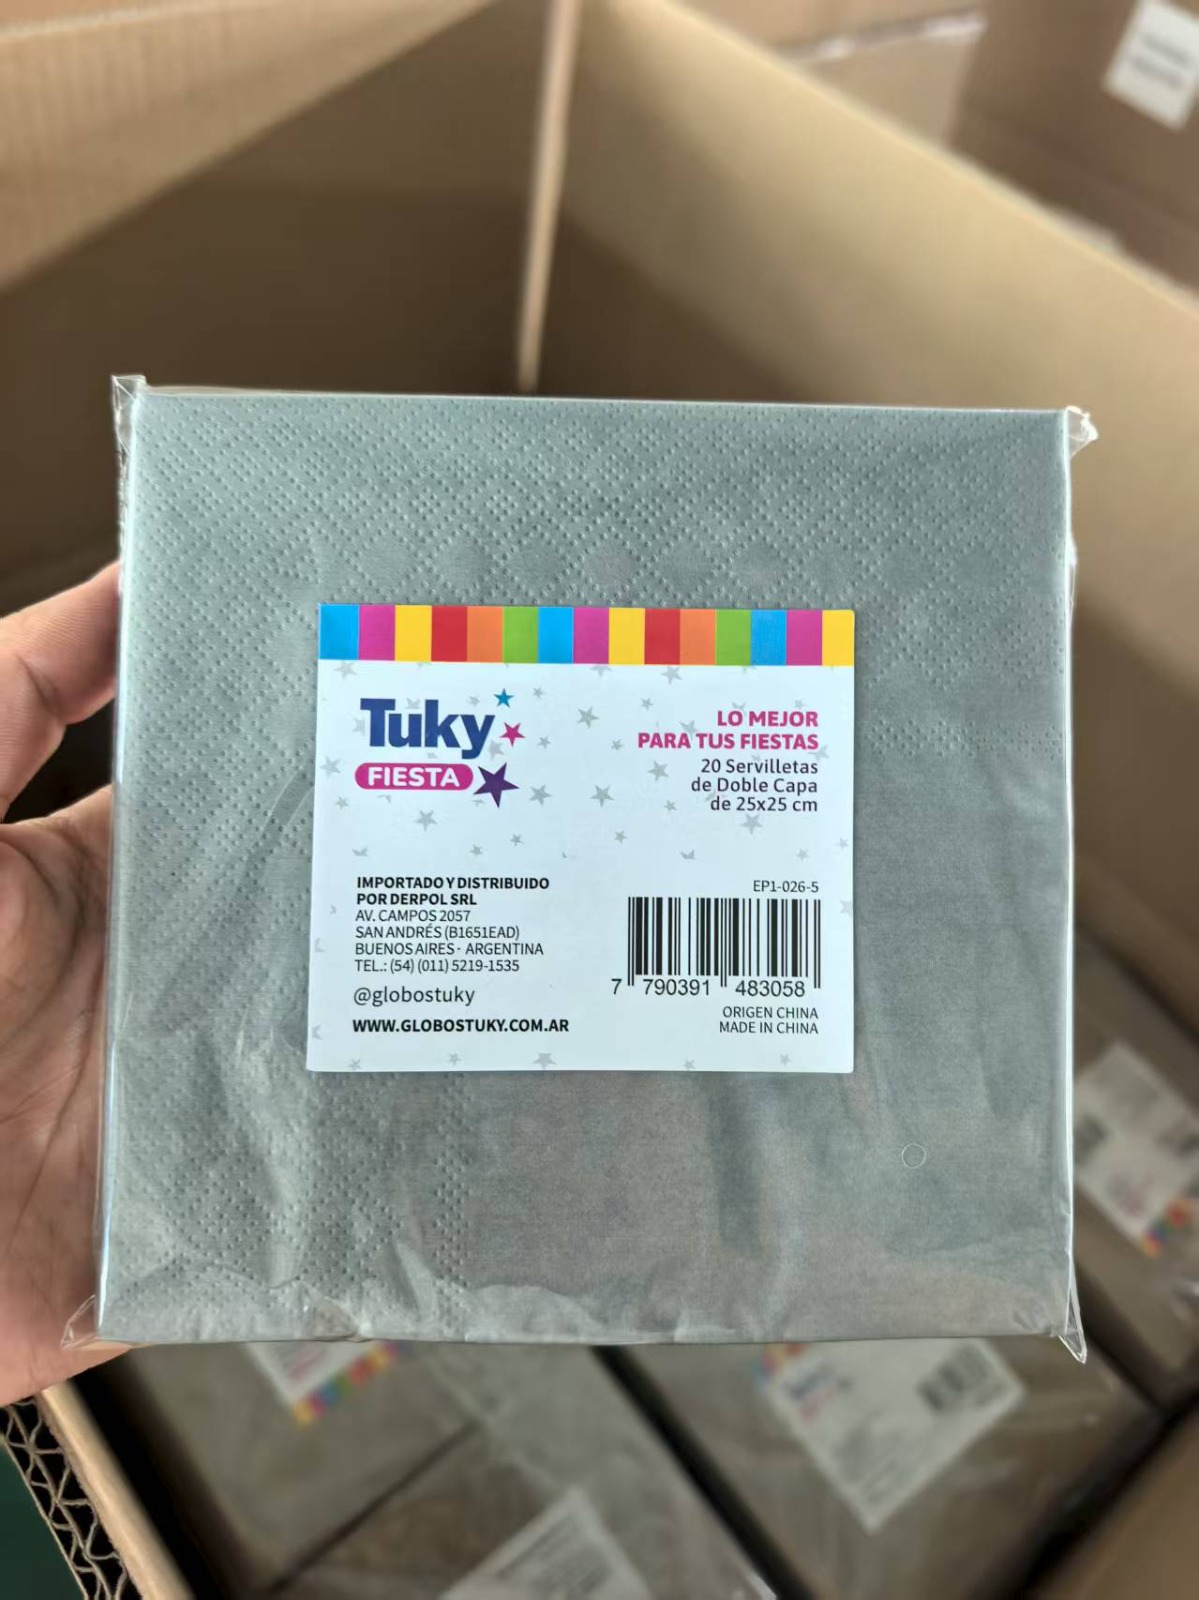 Tuky
FIESTA
LO MEJOR
PARA TUS FIESTAS
20 Servilletas
de Doble Capa
de 25x25 cm
IMPORTADO Y DISTRIBUIDO
POR DERPOL SRL
AV. CAMPOS 2057
SAN ANDRÉS (B1651EAD)
BUENOS AIRES · ARGENTINA
TEL.: (54) (011) 5219-1535
@globostuky
WWW.GLOBOSTUKY.COM.AR
EP1-026-5
7 790391 483058
ORIGEN CHINA
MADE IN CHINA